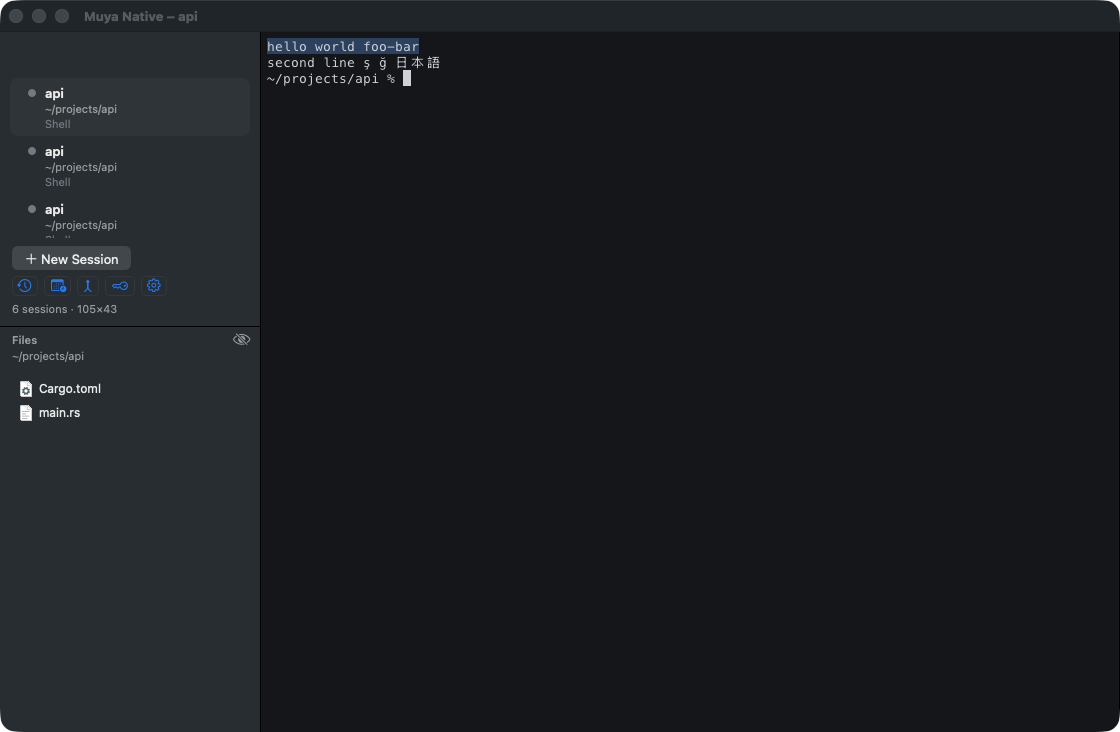 Muya Native – api
api
~/projects/api
Shell
api
~/projects/api
Shell
api
~/projects/api
New Session
6 sessions · 105×43
Files
~/projects/api
Cargo.toml
main.rs
hello world foo-bar
second line ş ğ 日本語
~/projects/api %